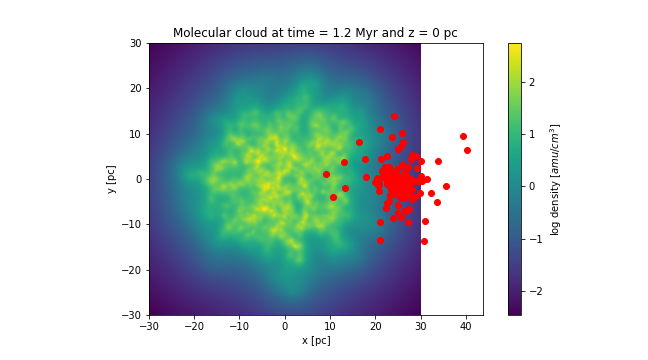 Molecular cloud at time = 1.2 Myr and z = 0 pc
30
20
10
0
−10
−20
−30
y [pc]
−30 −20 −10 0 10 20 30 40
x [pc]
2
1
0
−1
−2
log density [amu/cm³]